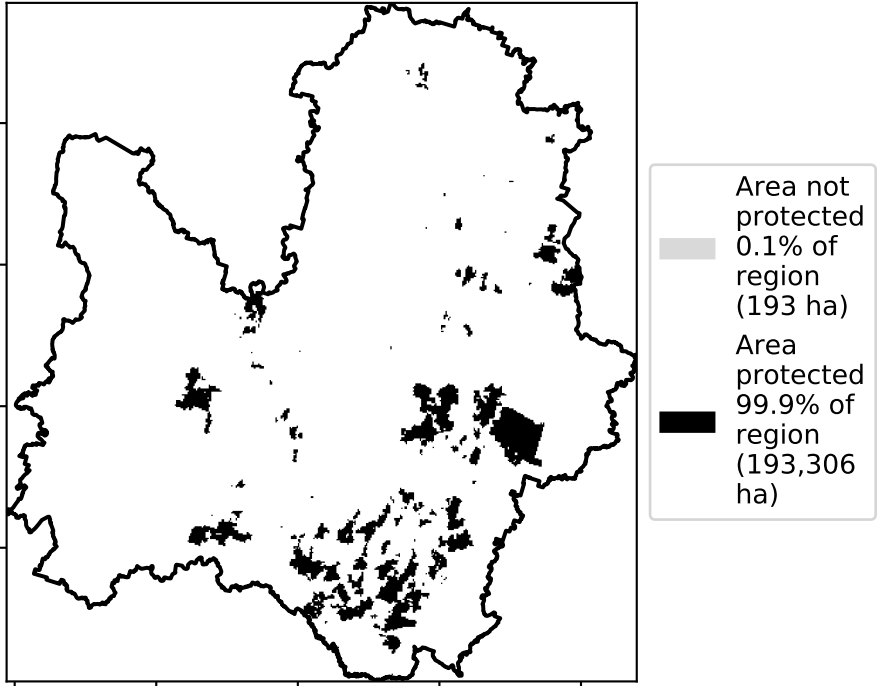 Area not
protected
0.1% of
region
(193 ha)
Area
protected
99.9% of
region
(193,306
ha)